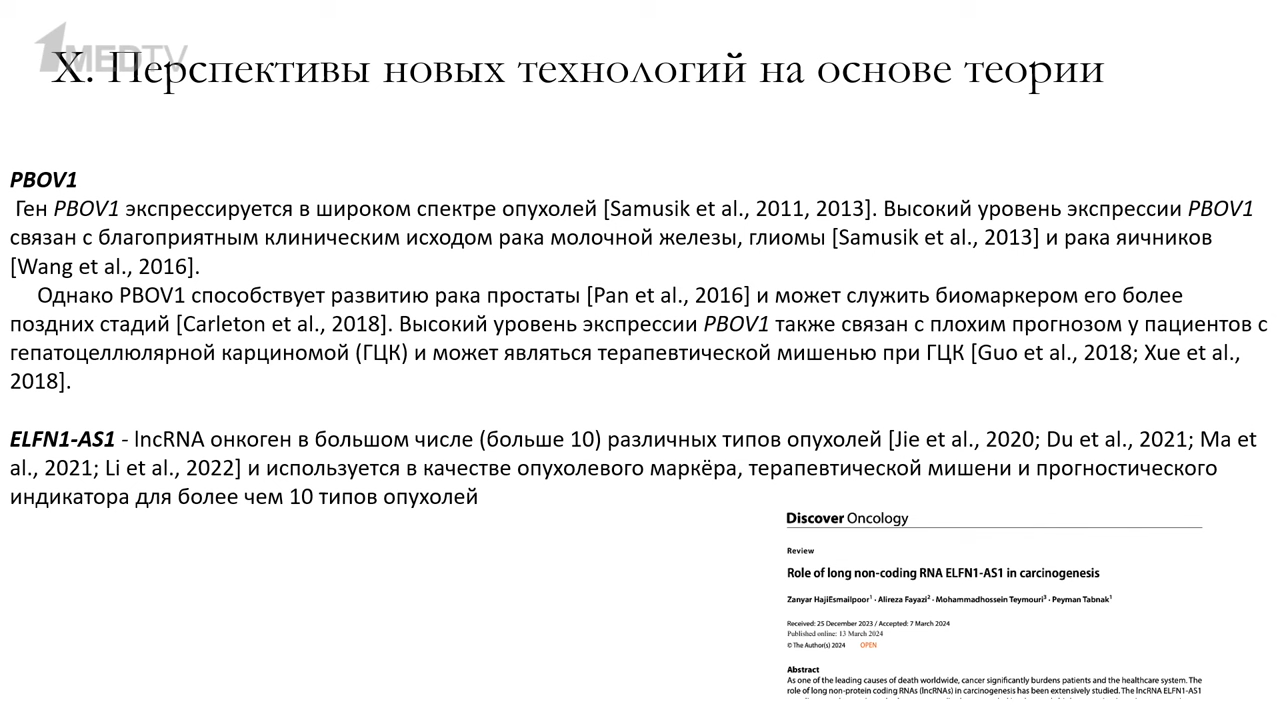 1MEDTV
X. Перспективы новых технологий на основе теории
PBOV1
Ген PBOV1 экспрессируется в широком спектре опухолей [Samusik et al., 2011, 2013]. Высокий уровень экспрессии PBOV1
связан с благоприятным клиническим исходом рака молочной железы, глиомы [Samusik et al., 2013] и рака яичников
[Wang et al., 2016].
Однако PBOV1 способствует развитию рака простаты [Pan et al., 2016] и может служить биомаркером его более
поздних стадий [Carleton et al., 2018]. Высокий уровень экспрессии PBOV1 также связан с плохим прогнозом у пациентов с
гепатоцеллюлярной карциномой (ГЦК) и может являться терапевтической мишенью при ГЦК [Guo et al., 2018; Xue et al.,
2018].
ELFN1-AS1 - lncRNA онкоген в большом числе (больше 10) различных типов опухолей [Jie et al., 2020; Du et al., 2021; Ma et
al., 2021; Li et al., 2022] и используется в качестве опухолевого маркёра, терапевтической мишени и прогностического
индикатора для более чем 10 типов опухолей
Discover Oncology
Review
Role of long non-coding RNA ELFN1-AS1 in carcinogenesis
Zanyar HajiEsmailpoor1 · Alireza Fayazi2 · Mohammadhossein Teymouri3 · Peyman Tabnak1
Received: 25 December 2023 / Accepted: 7 March 2024
Published online: 13 March 2024
© The Author(s) 2024 OPEN
Abstract
As one of the leading causes of death worldwide, cancer significantly burdens patients and the healthcare system. The
role of long non-protein coding RNAs (lncRNAs) in carcinogenesis has been extensively studied. The lncRNA ELFN1-AS1